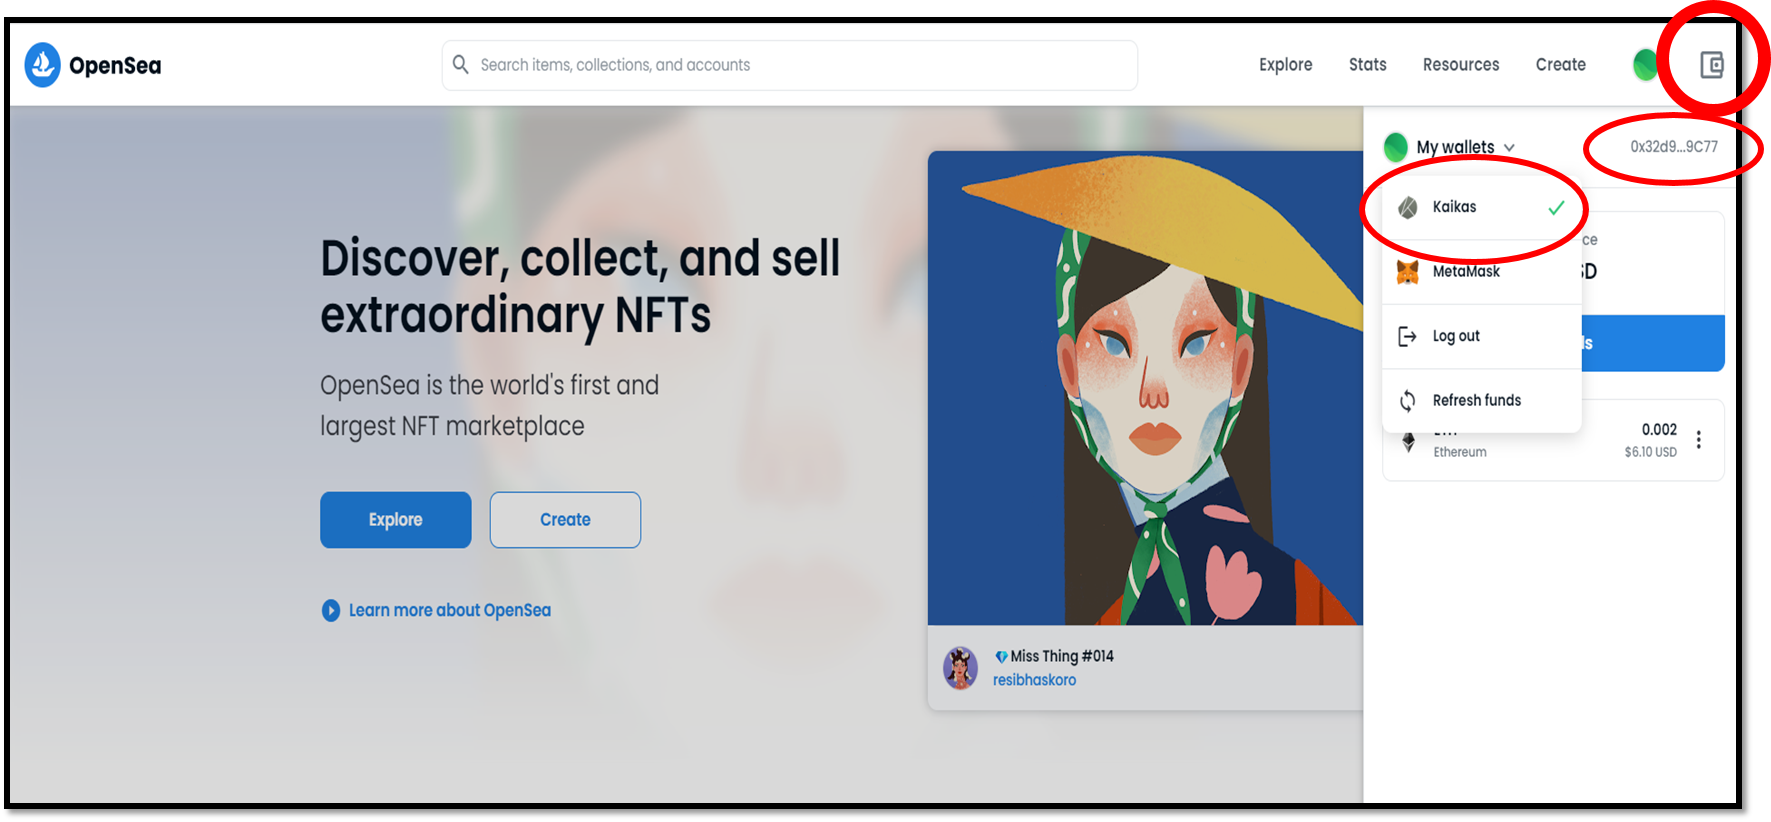 OpenSea
Search items, collections, and accounts
Explore
Stats
Resources
Create
My wallets
0x32d9...9C77
Kaikas
MetaMask
Log out
Refresh funds
Ethereum
0.002
$6.10 USD
Discover, collect, and sell
extraordinary NFTs
OpenSea is the world's first and
largest NFT marketplace
Explore
Create
Learn more about OpenSea
Miss Thing #014
resibhaskoro